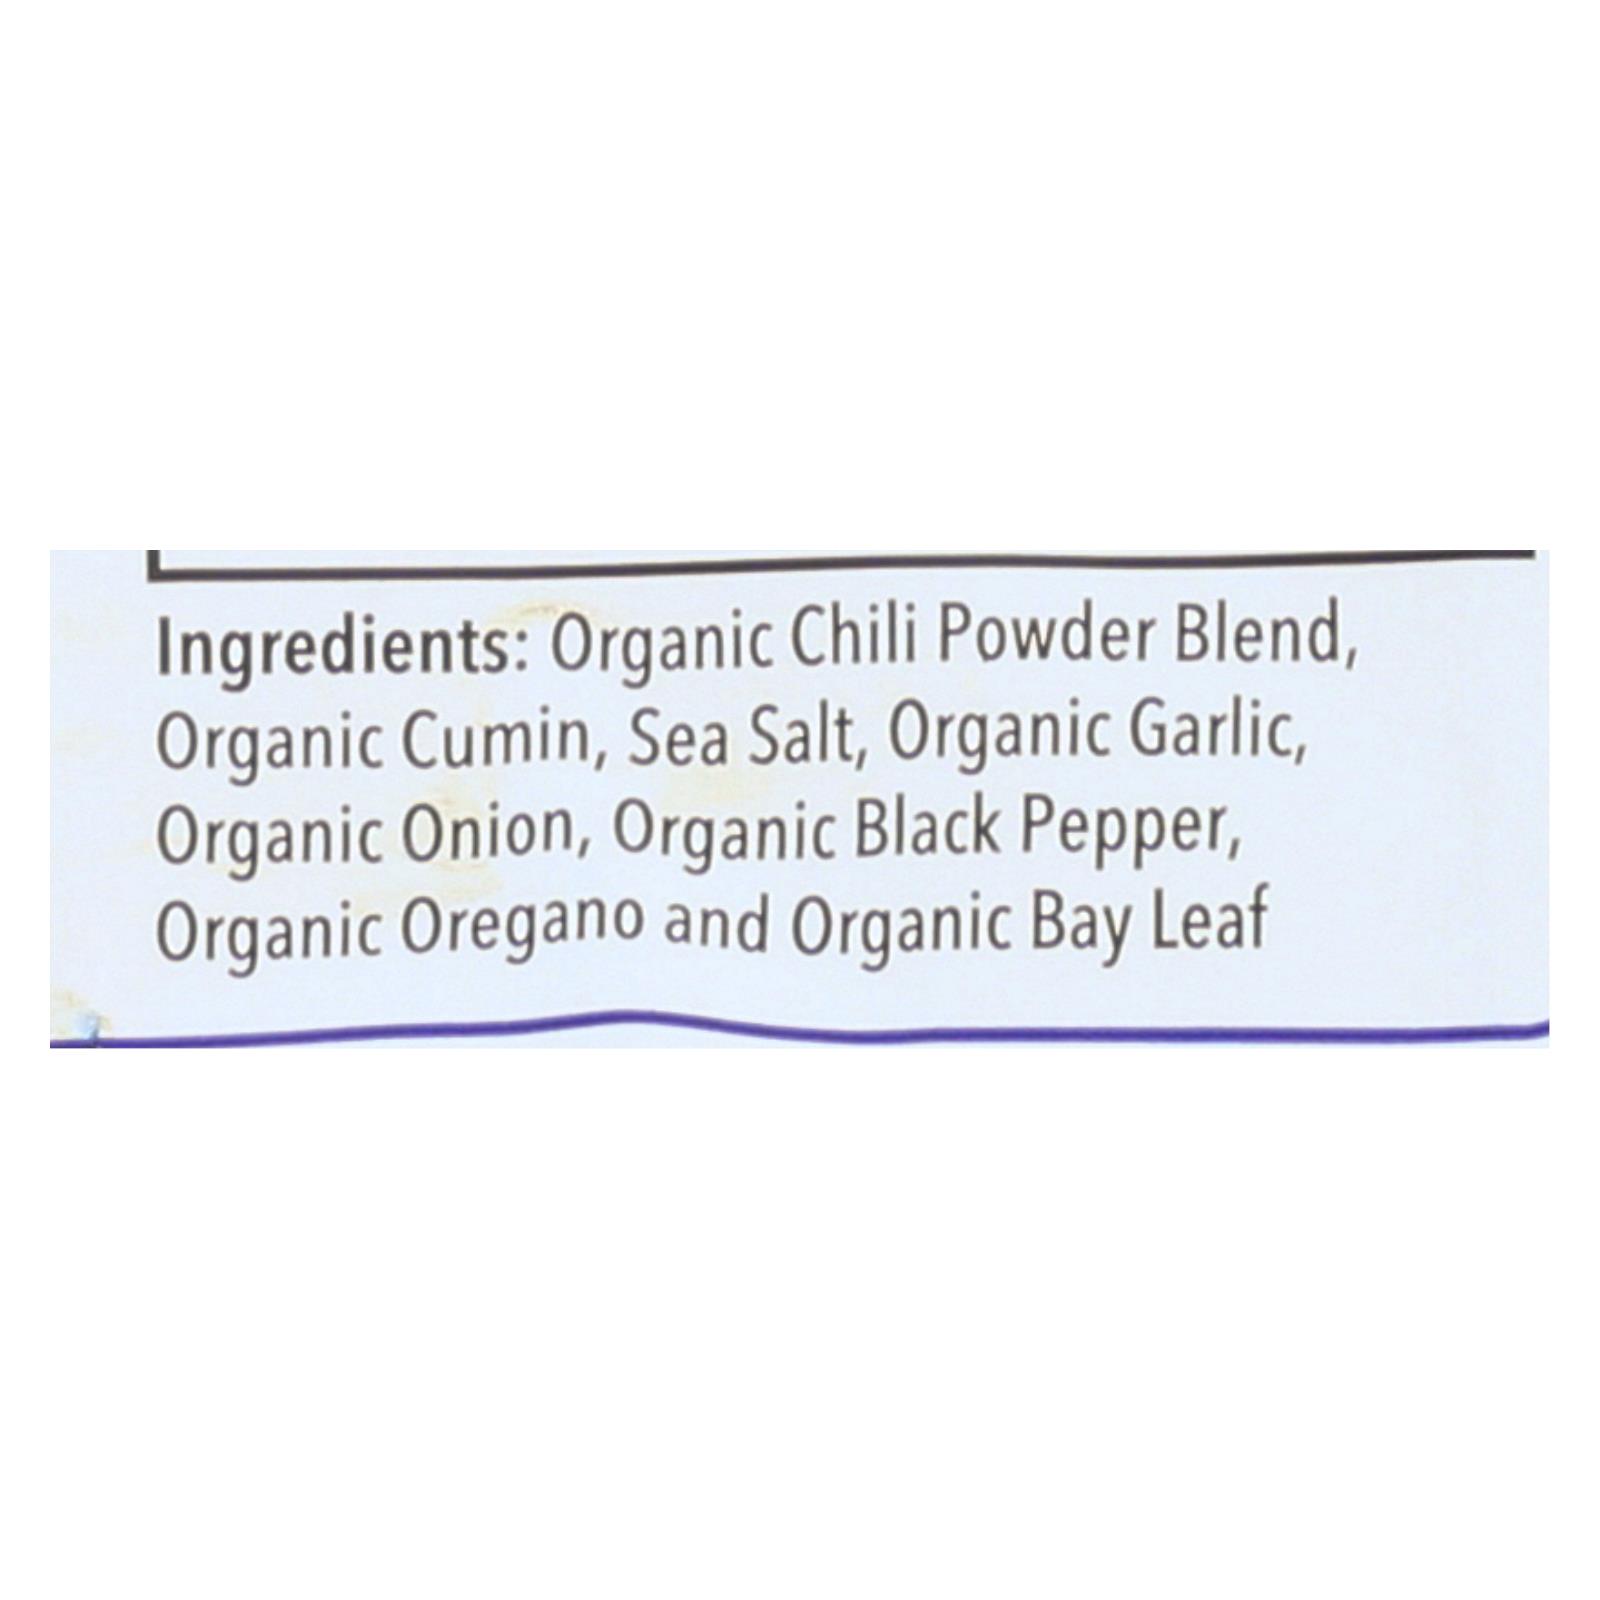 Ingredients: Organic Chili Powder Blend,
Organic Cumin, Sea Salt, Organic Garlic,
Organic Onion, Organic Black Pepper,
Organic Oregano and Organic Bay Leaf